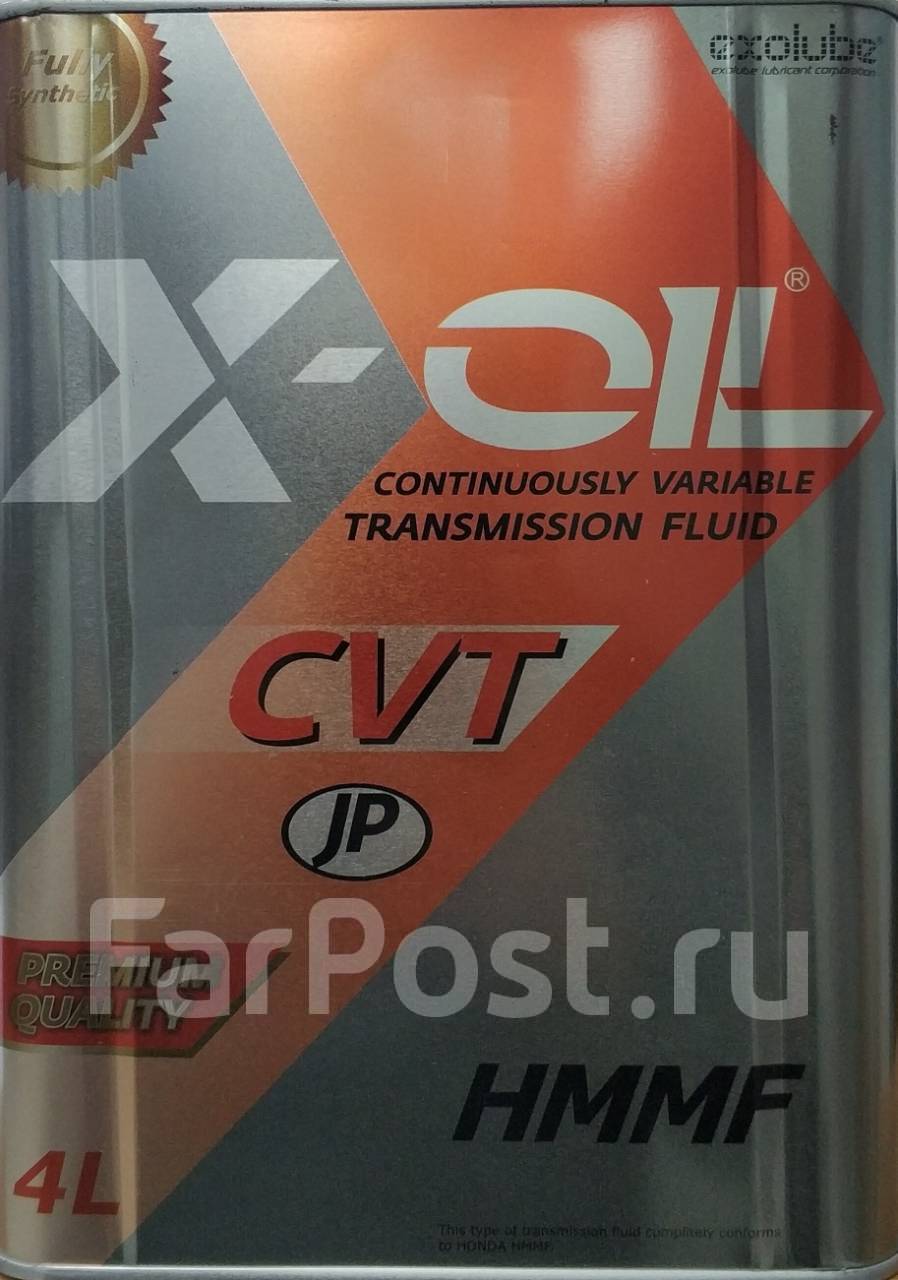 Fully
Synthetic
exolube®
exolube lubricant corporation
X-OIL®
CONTINUOUSLY VARIABLE
TRANSMISSION FLUID
CVT
JP
FarPost.ru
PREMIUM
QUALITY
HMMF
4L
This type of transmission fluid complitely conforms
to HONDA HMMF.